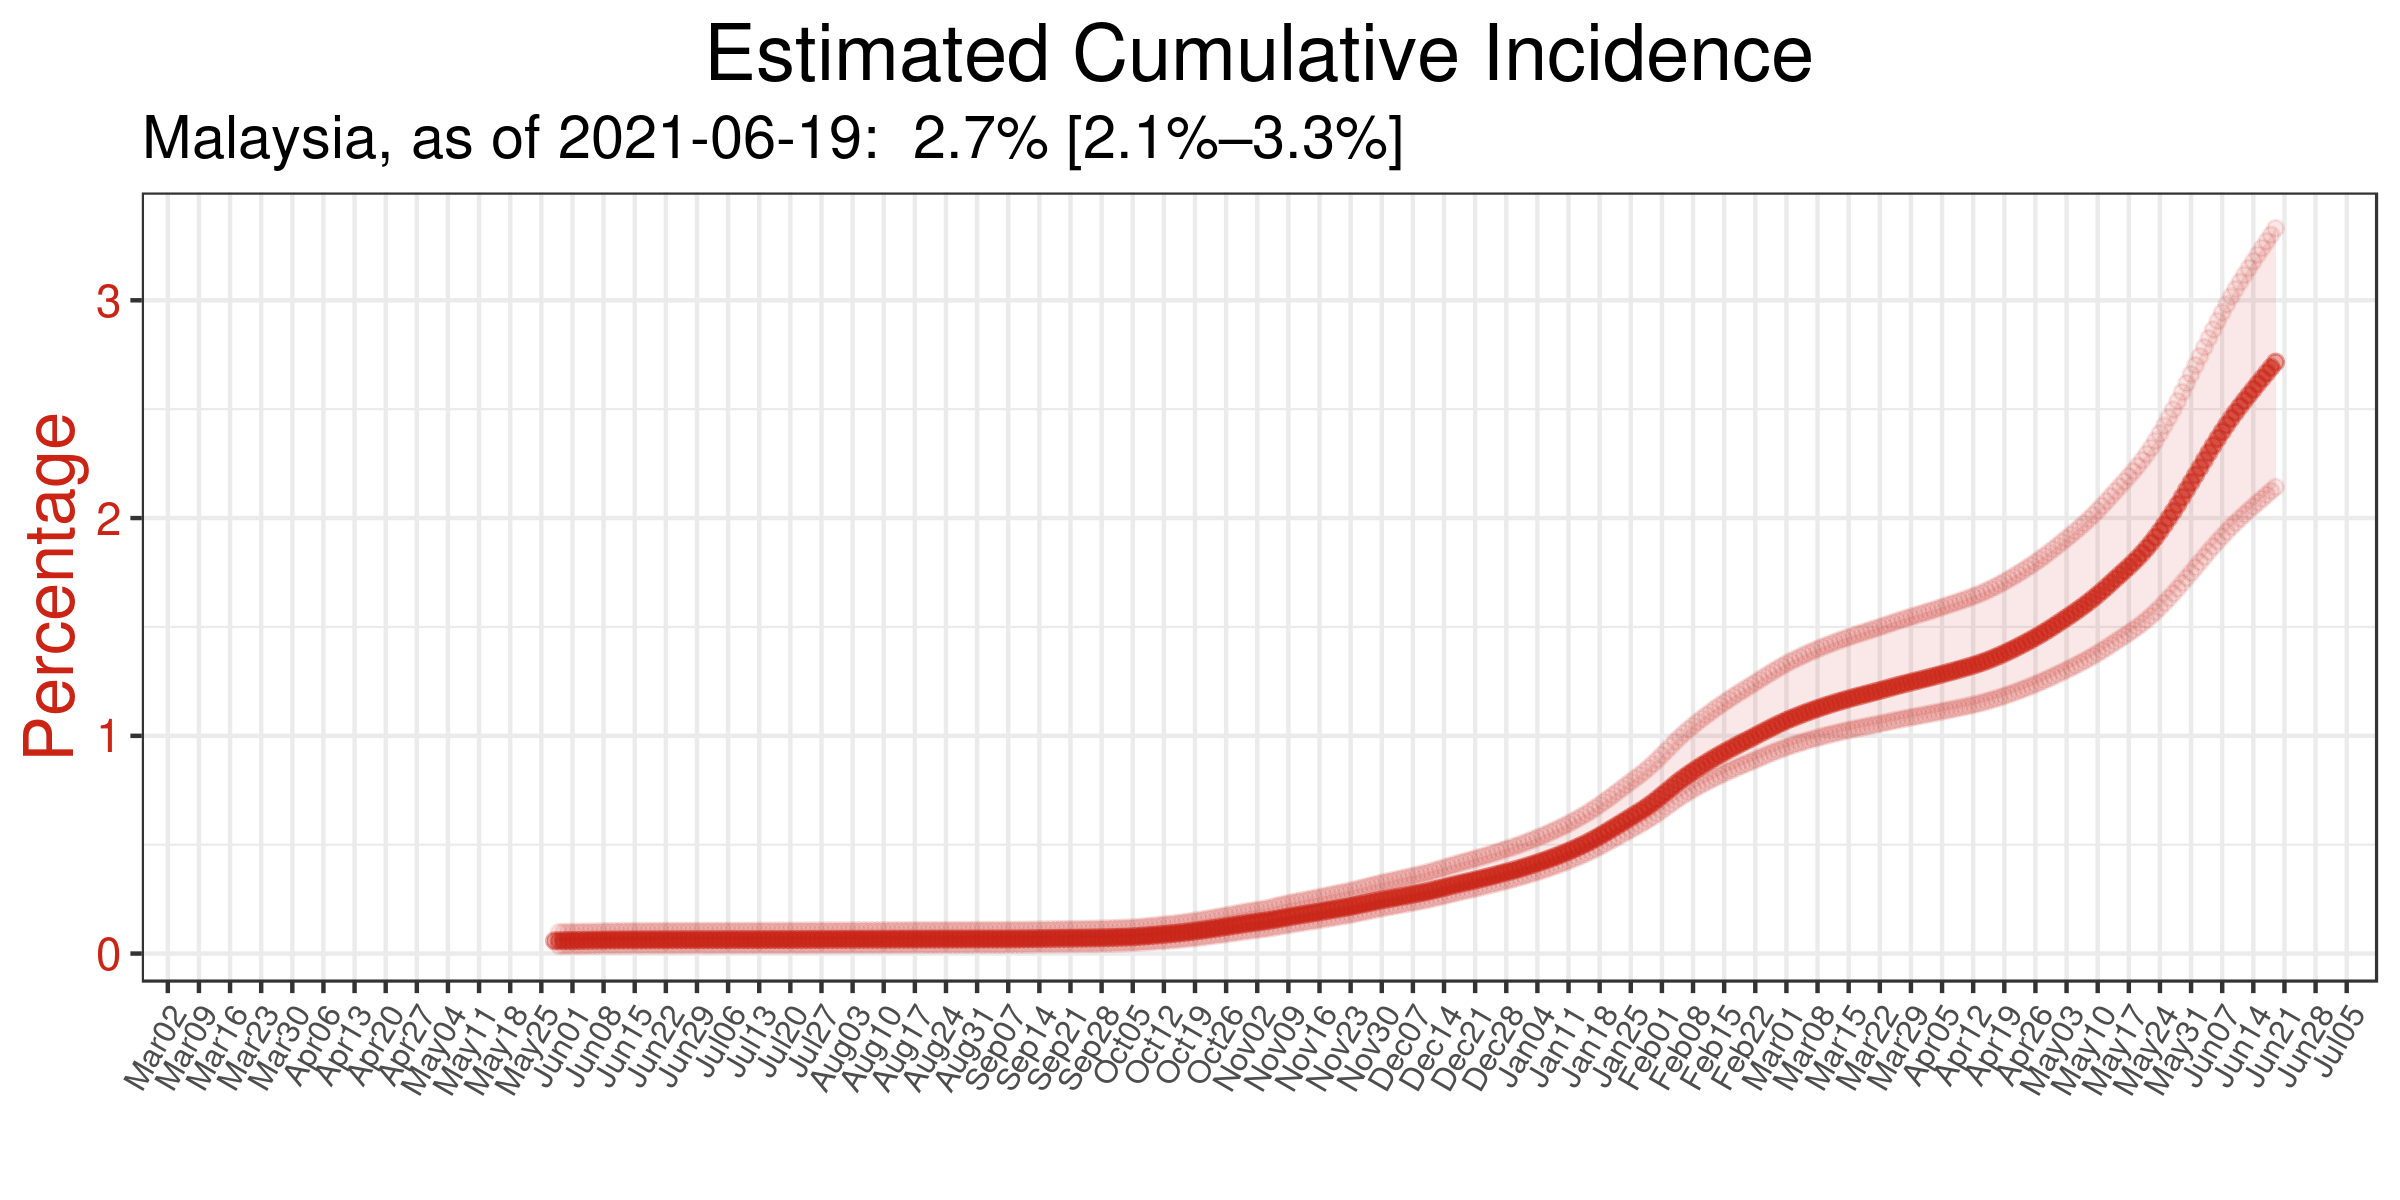 Estimated Cumulative Incidence
Malaysia, as of 2021-06-19:  2.7% [2.1%–3.3%]
Percentage
3
2
1
0
Mar02
Mar09
Mar16
Mar23
Mar30
Apr06
Apr13
Apr20
Apr27
May04
May11
May18
May25
Jun01
Jun08
Jun15
Jun22
Jun29
Jul06
Jul13
Jul20
Jul27
Aug03
Aug10
Aug17
Aug24
Aug31
Sep07
Sep14
Sep21
Sep28
Oct05
Oct12
Oct19
Oct26
Nov02
Nov09
Nov16
Nov23
Nov30
Dec07
Dec14
Dec21
Dec28
Jan04
Jan11
Jan18
Jan25
Feb01
Feb08
Feb15
Feb22
Mar01
Mar08
Mar15
Mar22
Mar29
Apr05
Apr12
Apr19
Apr26
May03
May10
May17
May24
May31
Jun07
Jun14
Jun21
Jun28
Jul05